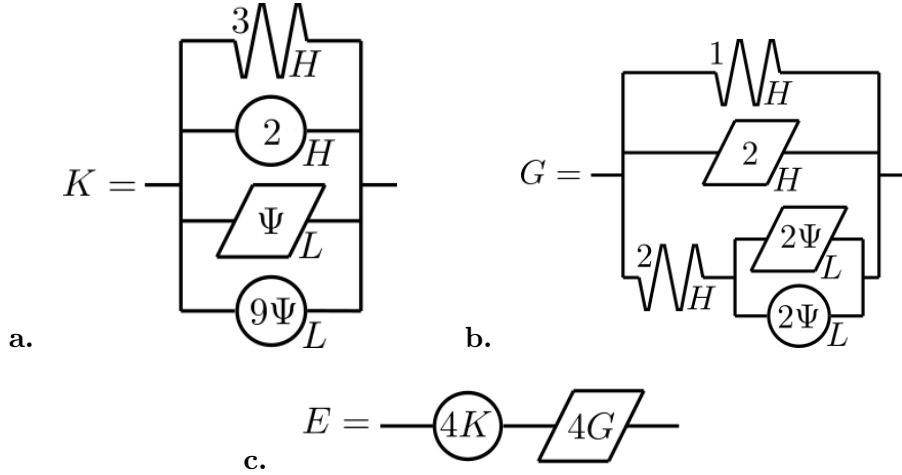 3
H
2
H
K =
Ψ
L
9Ψ
L
a.
1
H
2
H
G =
2Ψ
L
2
H
2Ψ
L
b.
E =
4K
4G
c.